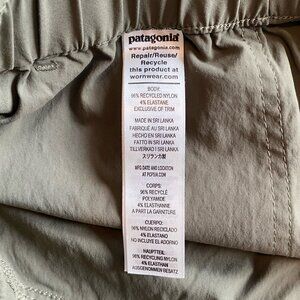 patagonia®
www.patagonia.com
Repair/Reuse/
Recycle
this product at
wornwear.com
BODY:
96% RECYCLED NYLON
4% ELASTANE
EXCLUSIVE OF TRIM
MADE IN SRI LANKA
FABRIQUÉ AU SRI LANKA
HECHO EN SRI LANKA
FATTO IN SRI LANKA
TILLVERKAD I SRI LANKA
スリランカ製
MFG DATE AND LOCATION
AT POPSIA.COM
CORPS:
96% RECYCLÉ
POLYAMIDE
4% ELASTHANNE
A PART LA GARNITURE
CUERPO:
96% NYLON RECICLADO
4% ELASTANO
NO INCLUYE EL ADORNO
HAUPTTEIL:
96% RECYCELTES NYLON
4% ELASTHAN
AUSGENOMMEN BESATZ